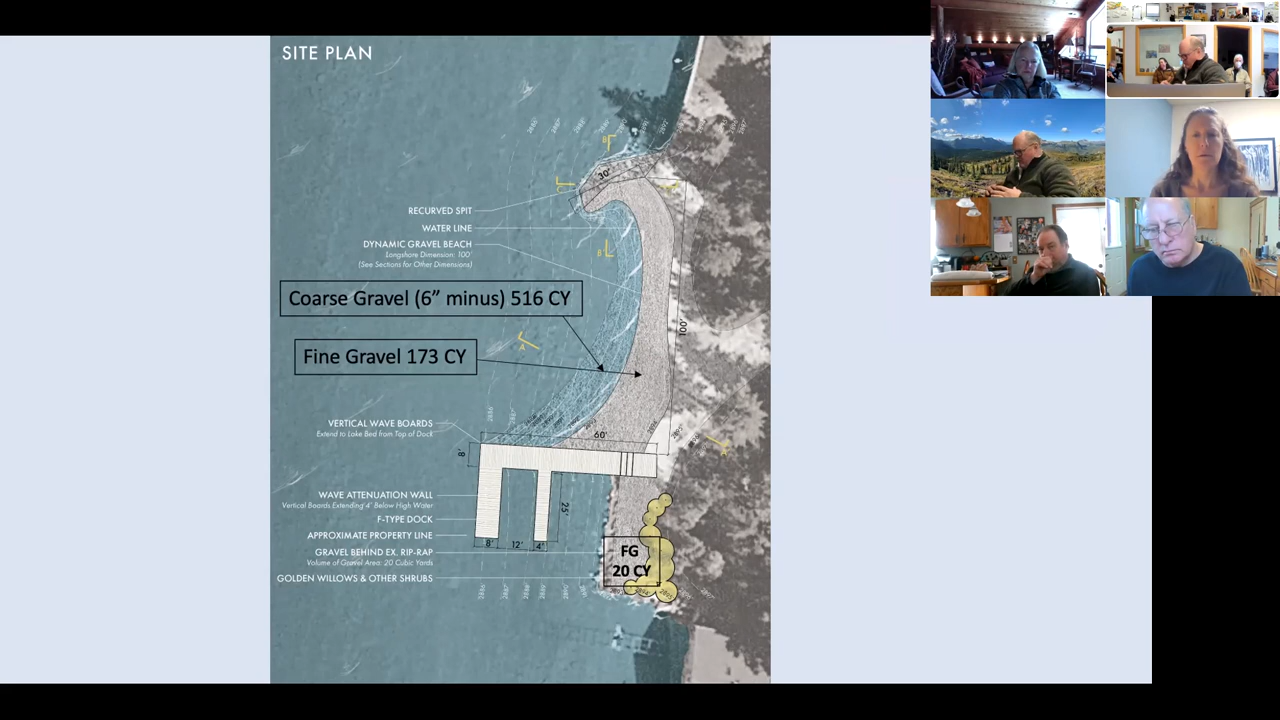 SITE PLAN
B
30'
RECURVED SPIT
WATER LINE
DYNAMIC GRAVEL BEACH
Longshore Dimension: 100'
(See Sections for Other Dimensions)
B
Coarse Gravel (6” minus) 516 CY
100'
A
Fine Gravel 173 CY
VERTICAL WAVE BOARDS
Extend to Lake Bed from Top of Dock
2886
60'
A
8'
WAVE ATTENUATION WALL
Vertical Boards Extending 4' Below High Water
25'
F-TYPE DOCK
APPROXIMATE PROPERTY LINE
8' 12' 4'
GRAVEL BEHIND EX. RIP-RAP
Volume of Gravel Area: 20 Cubic Yards
FG
20 CY
GOLDEN WILLOWS & OTHER SHRUBS
2886